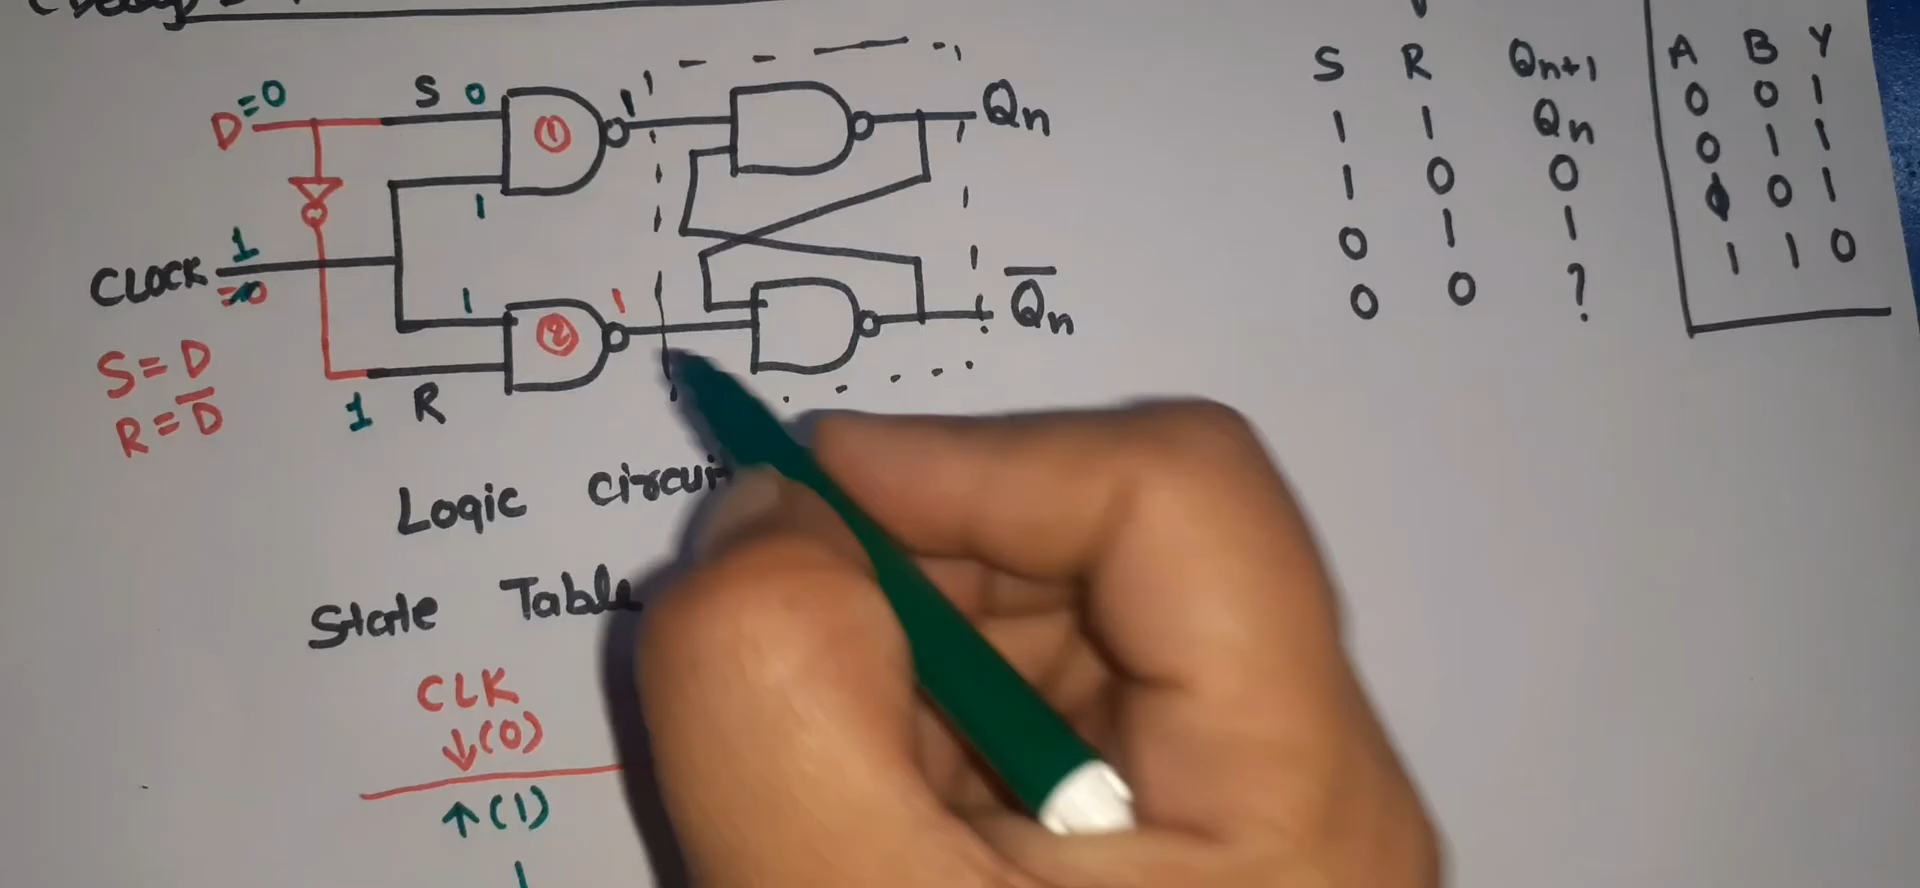 D=0 S 0 1 Qn
1
CLOCK 1 1 1 Q̅n
=0
S=D
R=D̅ 1 R
①
②
Logic
State Table
CLK
↓(0)
↑(1)
S R Qn+1
1 1 Qn
1 0 0
0 1 1
0 0 ?
A B Y
0 0 1
0 1 1
1 0 1
1 1 0